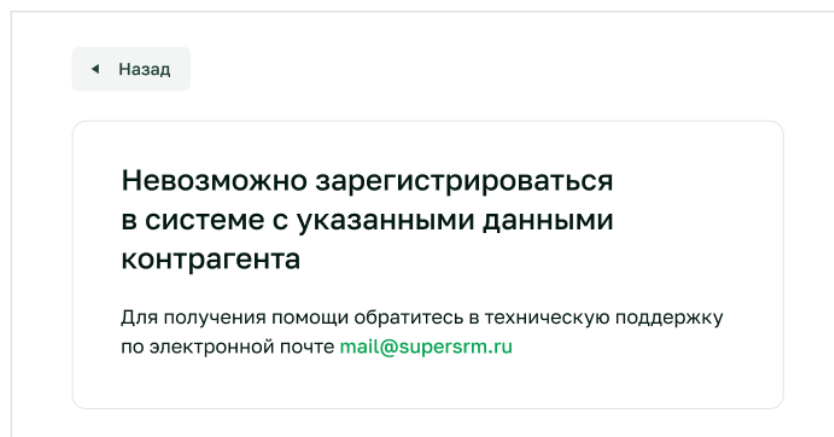 Назад
Невозможно зарегистрироваться
в системе с указанными данными
контрагента
Для получения помощи обратитесь в техническую поддержку
по электронной почте mail@supersrm.ru